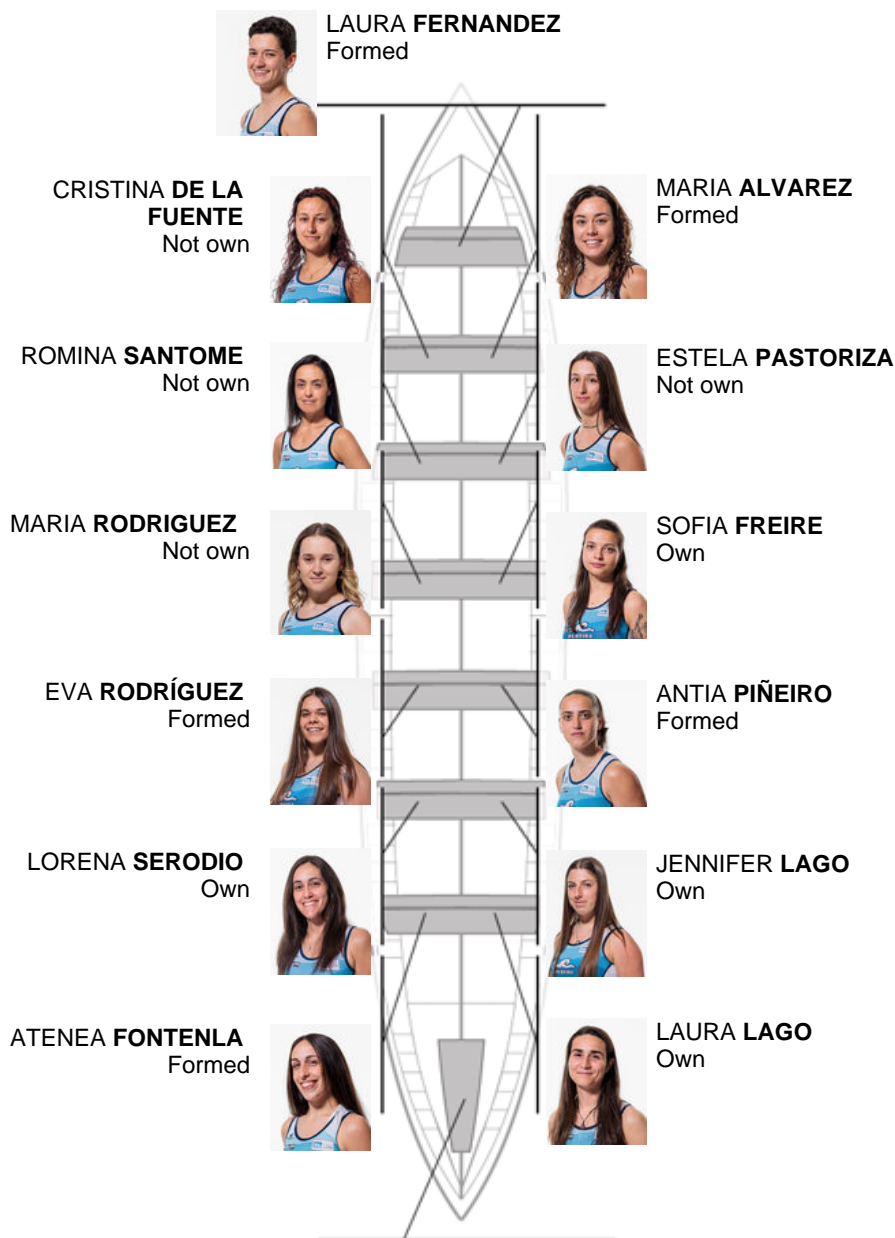 LAURA FERNANDEZ
Formed
CRISTINA DE LA
FUENTE
Not own
MARIA ALVAREZ
Formed
ROMINA SANTOME
Not own
ESTELA PASTORIZA
Not own
MARIA RODRIGUEZ
Not own
SOFIA FREIRE
Own
EVA RODRÍGUEZ
Formed
ANTIA PIÑEIRO
Formed
LORENA SERODIO
Own
JENNIFER LAGO
Own
ATENEA FONTENLA
Formed
LAURA LAGO
Own